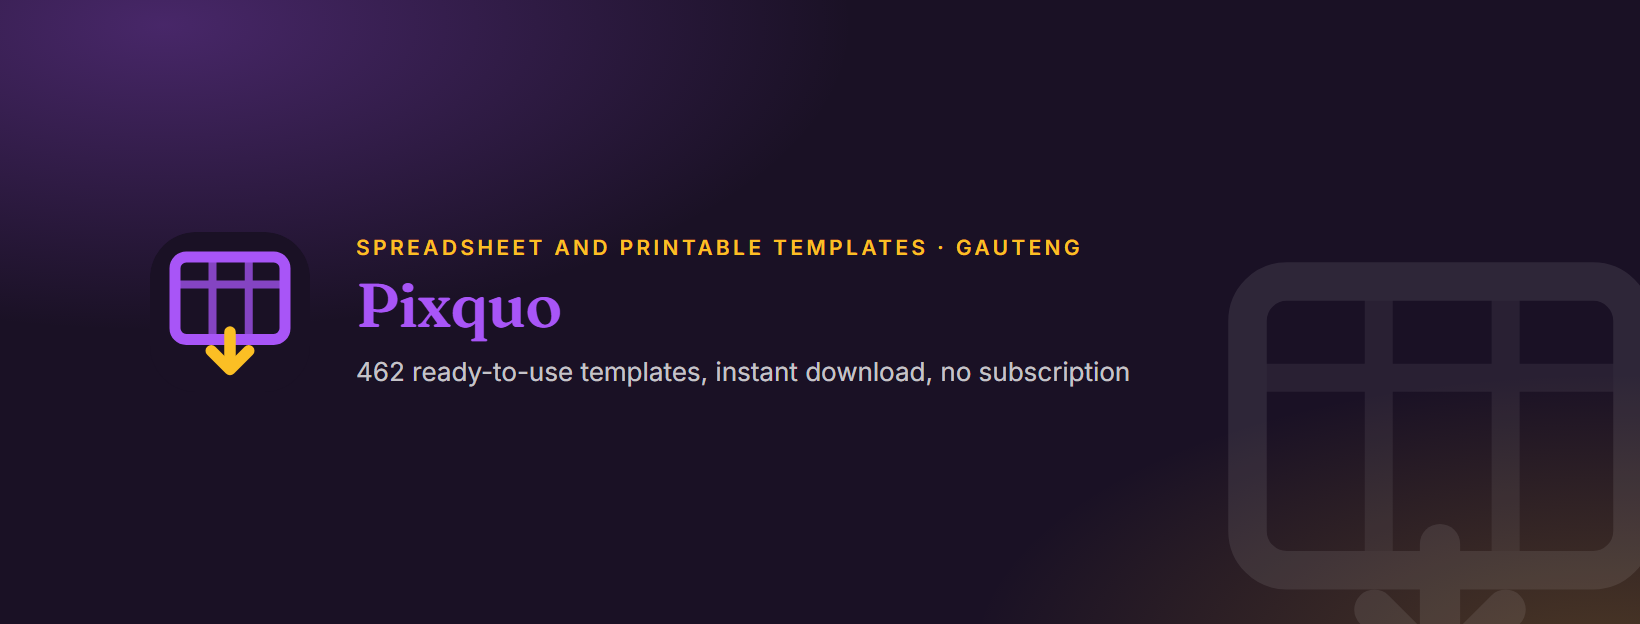 SPREADSHEET AND PRINTABLE TEMPLATES · GAUTENG
Pixquo
462 ready-to-use templates, instant download, no subscription